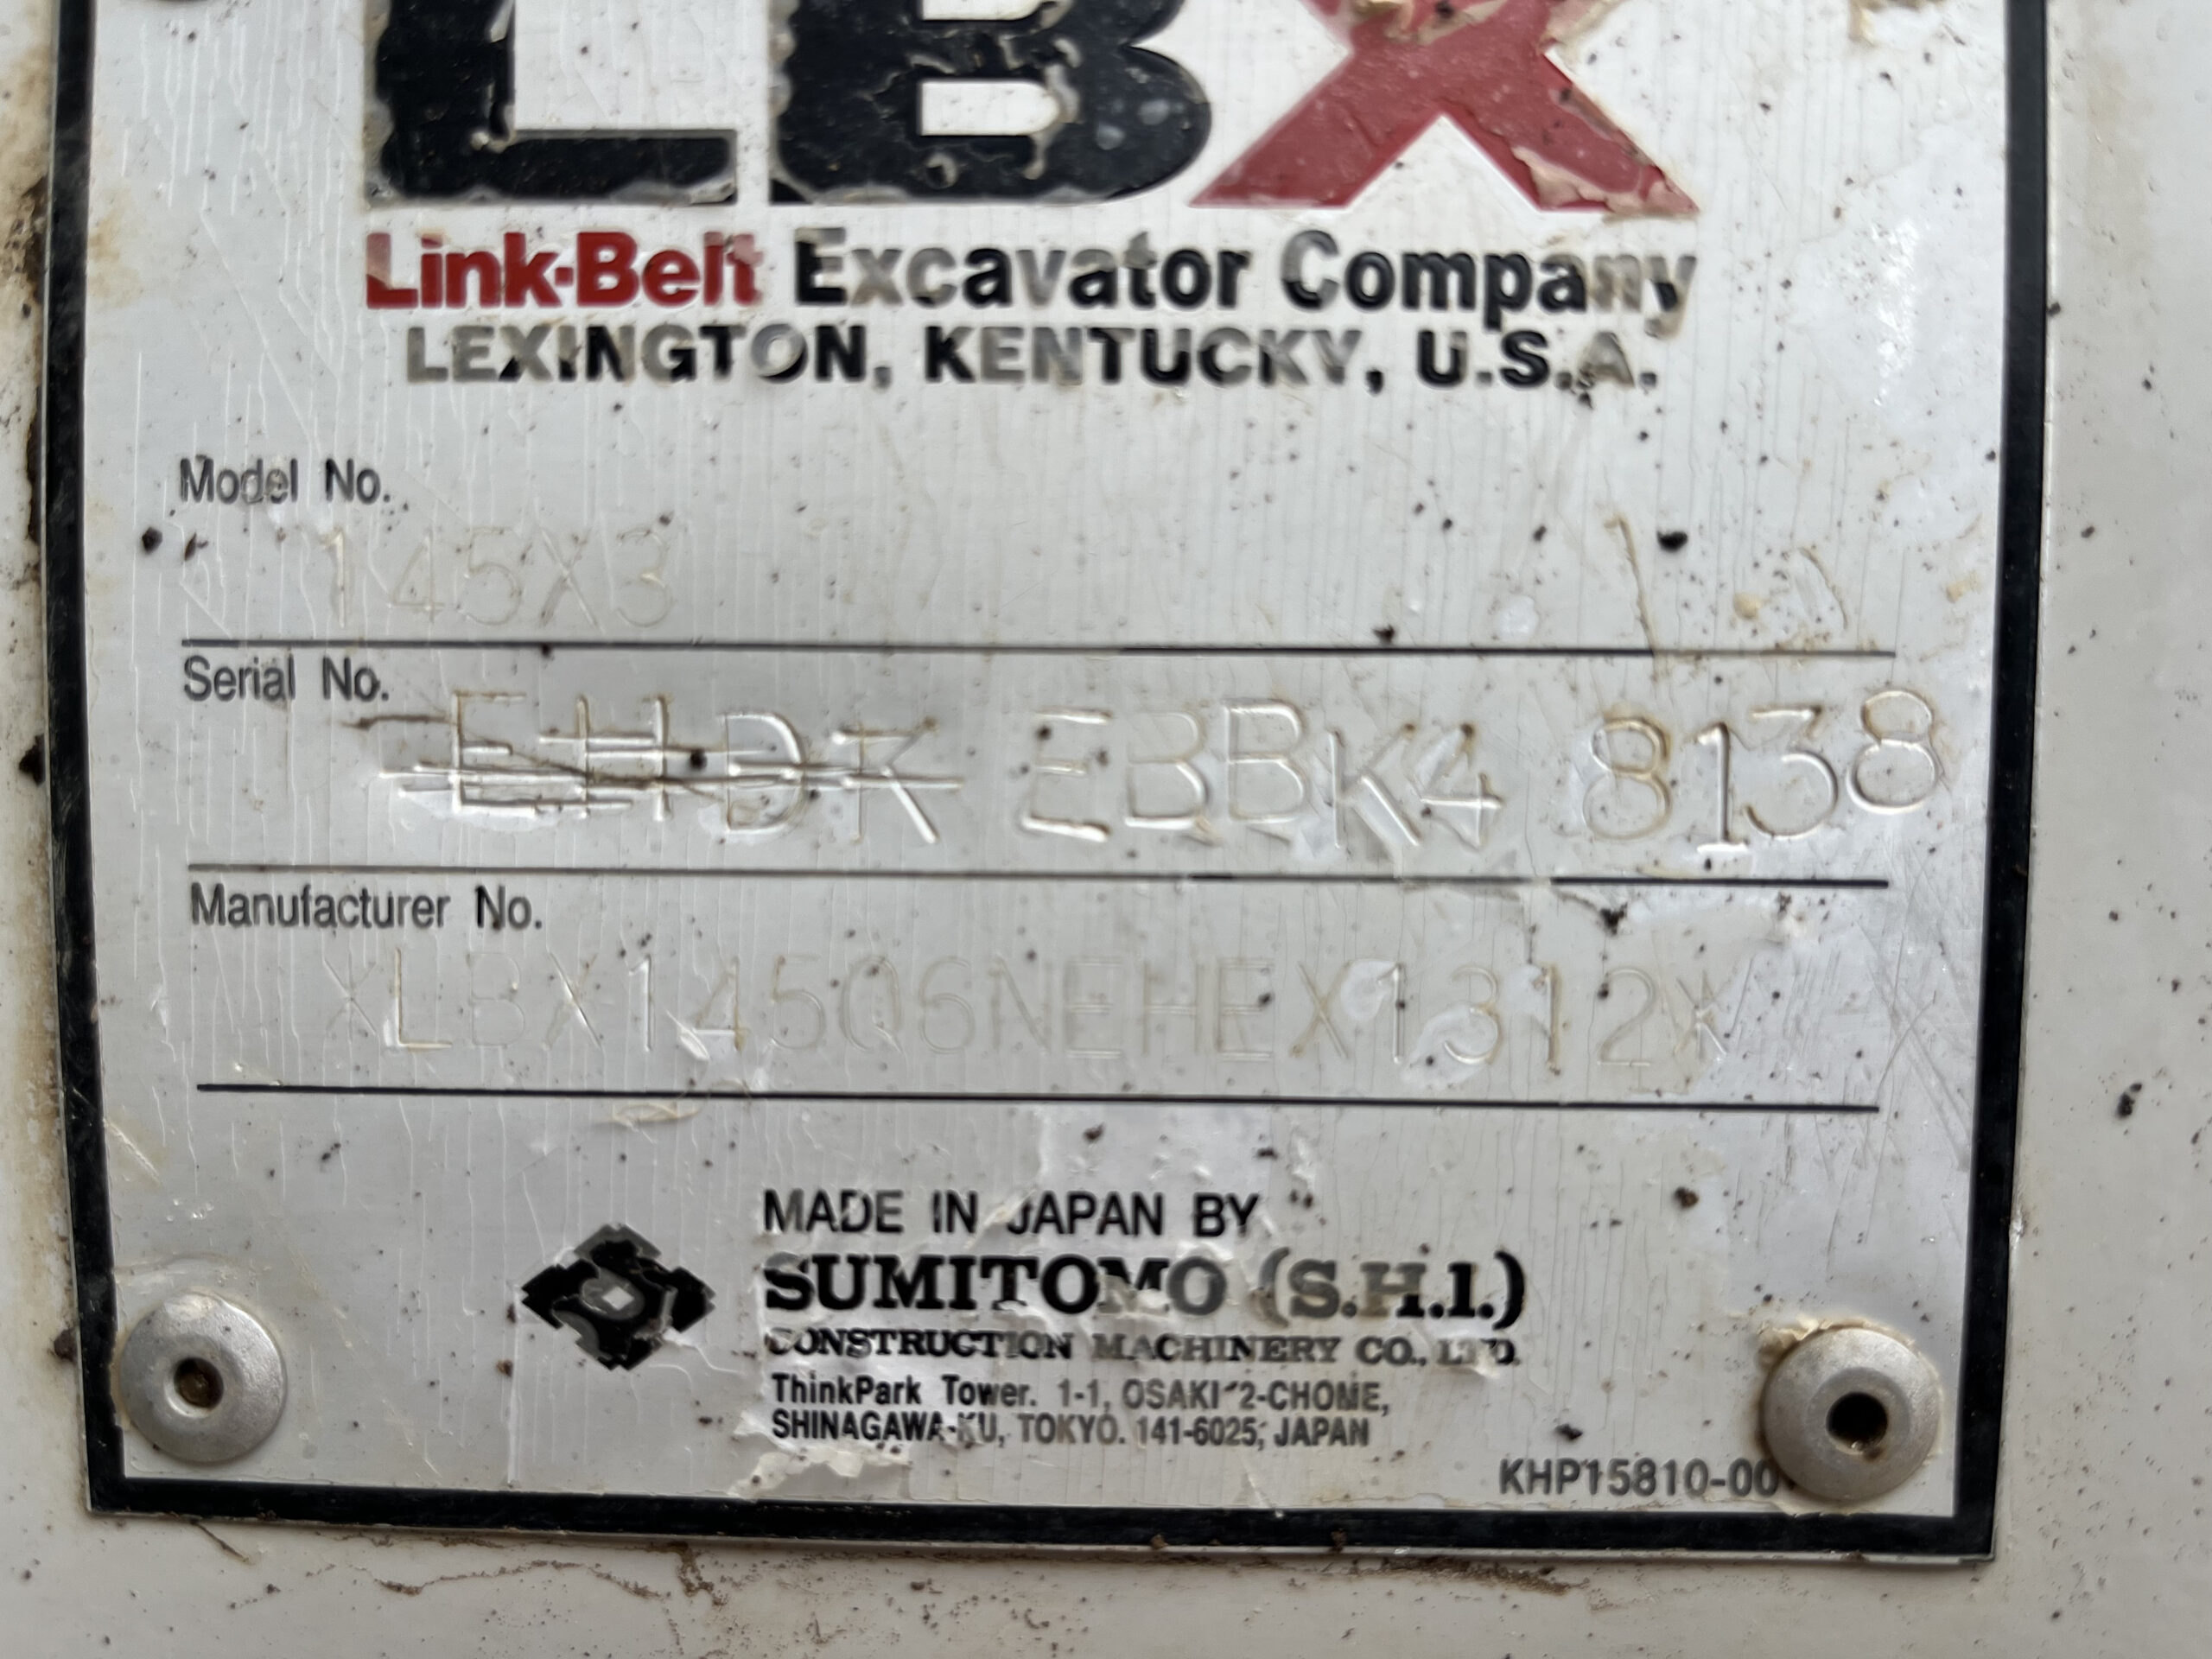 LBX
Link-Belt Excavator Company
LEXINGTON, KENTUCKY, U.S.A.
Model No.
145X3
Serial No.
EHDK EBBK4 8138
Manufacturer No.
*LBX145Q6NEHEX1312*
MADE IN JAPAN BY
SUMITOMO (S.H.I.)
CONSTRUCTION MACHINERY CO., LTD.
ThinkPark Tower. 1-1, OSAKI 2-CHOME,
SHINAGAWA-KU, TOKYO. 141-6025, JAPAN
KHP15810-00